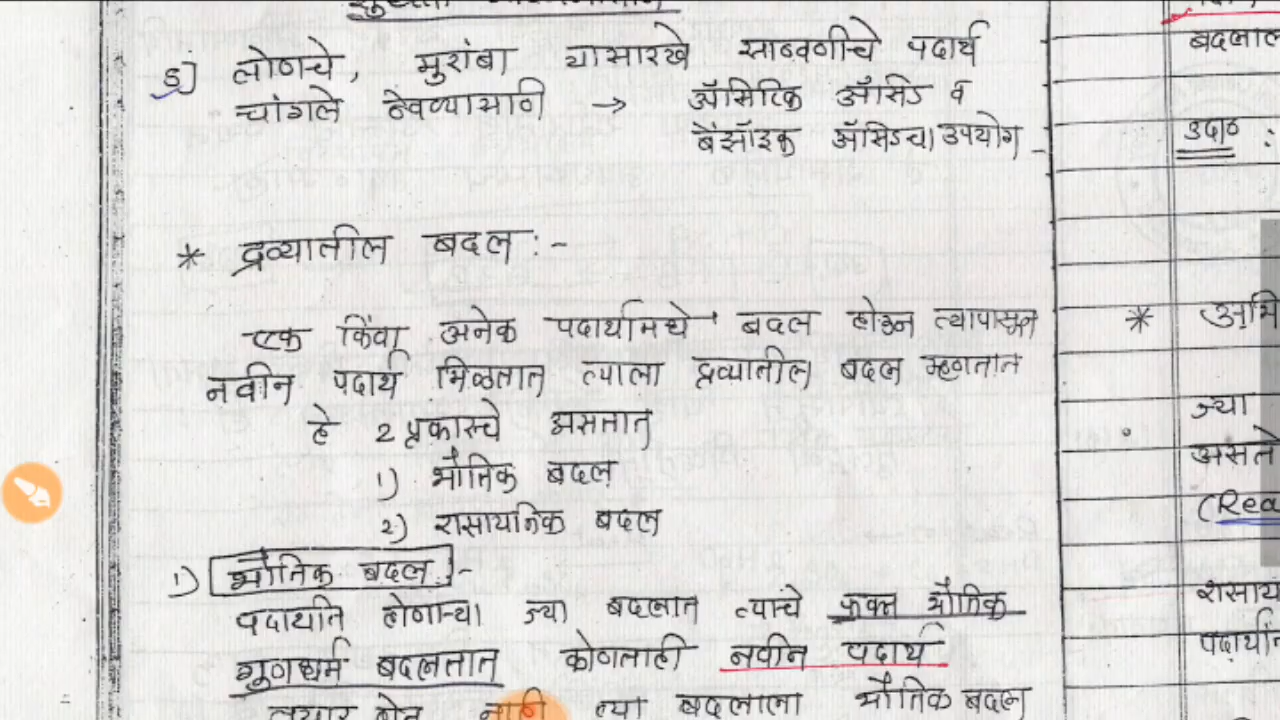 5] लोणचे, मुरांबा यासारखे साठवणीचे पदार्थ
चांगले ठेवण्यासाठी → ॲसिटिक ॲसिड व
बेंझॉइक ॲसिडचा उपयोग -
* द्रव्यातील बदल :-
एक किंवा अनेक पदार्थामधे बदल होऊन त्यापासून
नवीन पदार्थ मिळतात त्याला द्रव्यातील बदल म्हणतात
हे 2 प्रकारचे असतात
1) भौतिक बदल
2) रासायनिक बदल
1) भौतिक बदल :-
पदार्थात होणाऱ्या ज्या बदलात त्याचे फक्त भौतिक
गुणधर्म बदलतात कोणताही नवीन पदार्थ
तयार होत नाही त्या बदलाला भौतिक बदल
बदलाल
उदा० :
*
ज्या
असते
(Rea